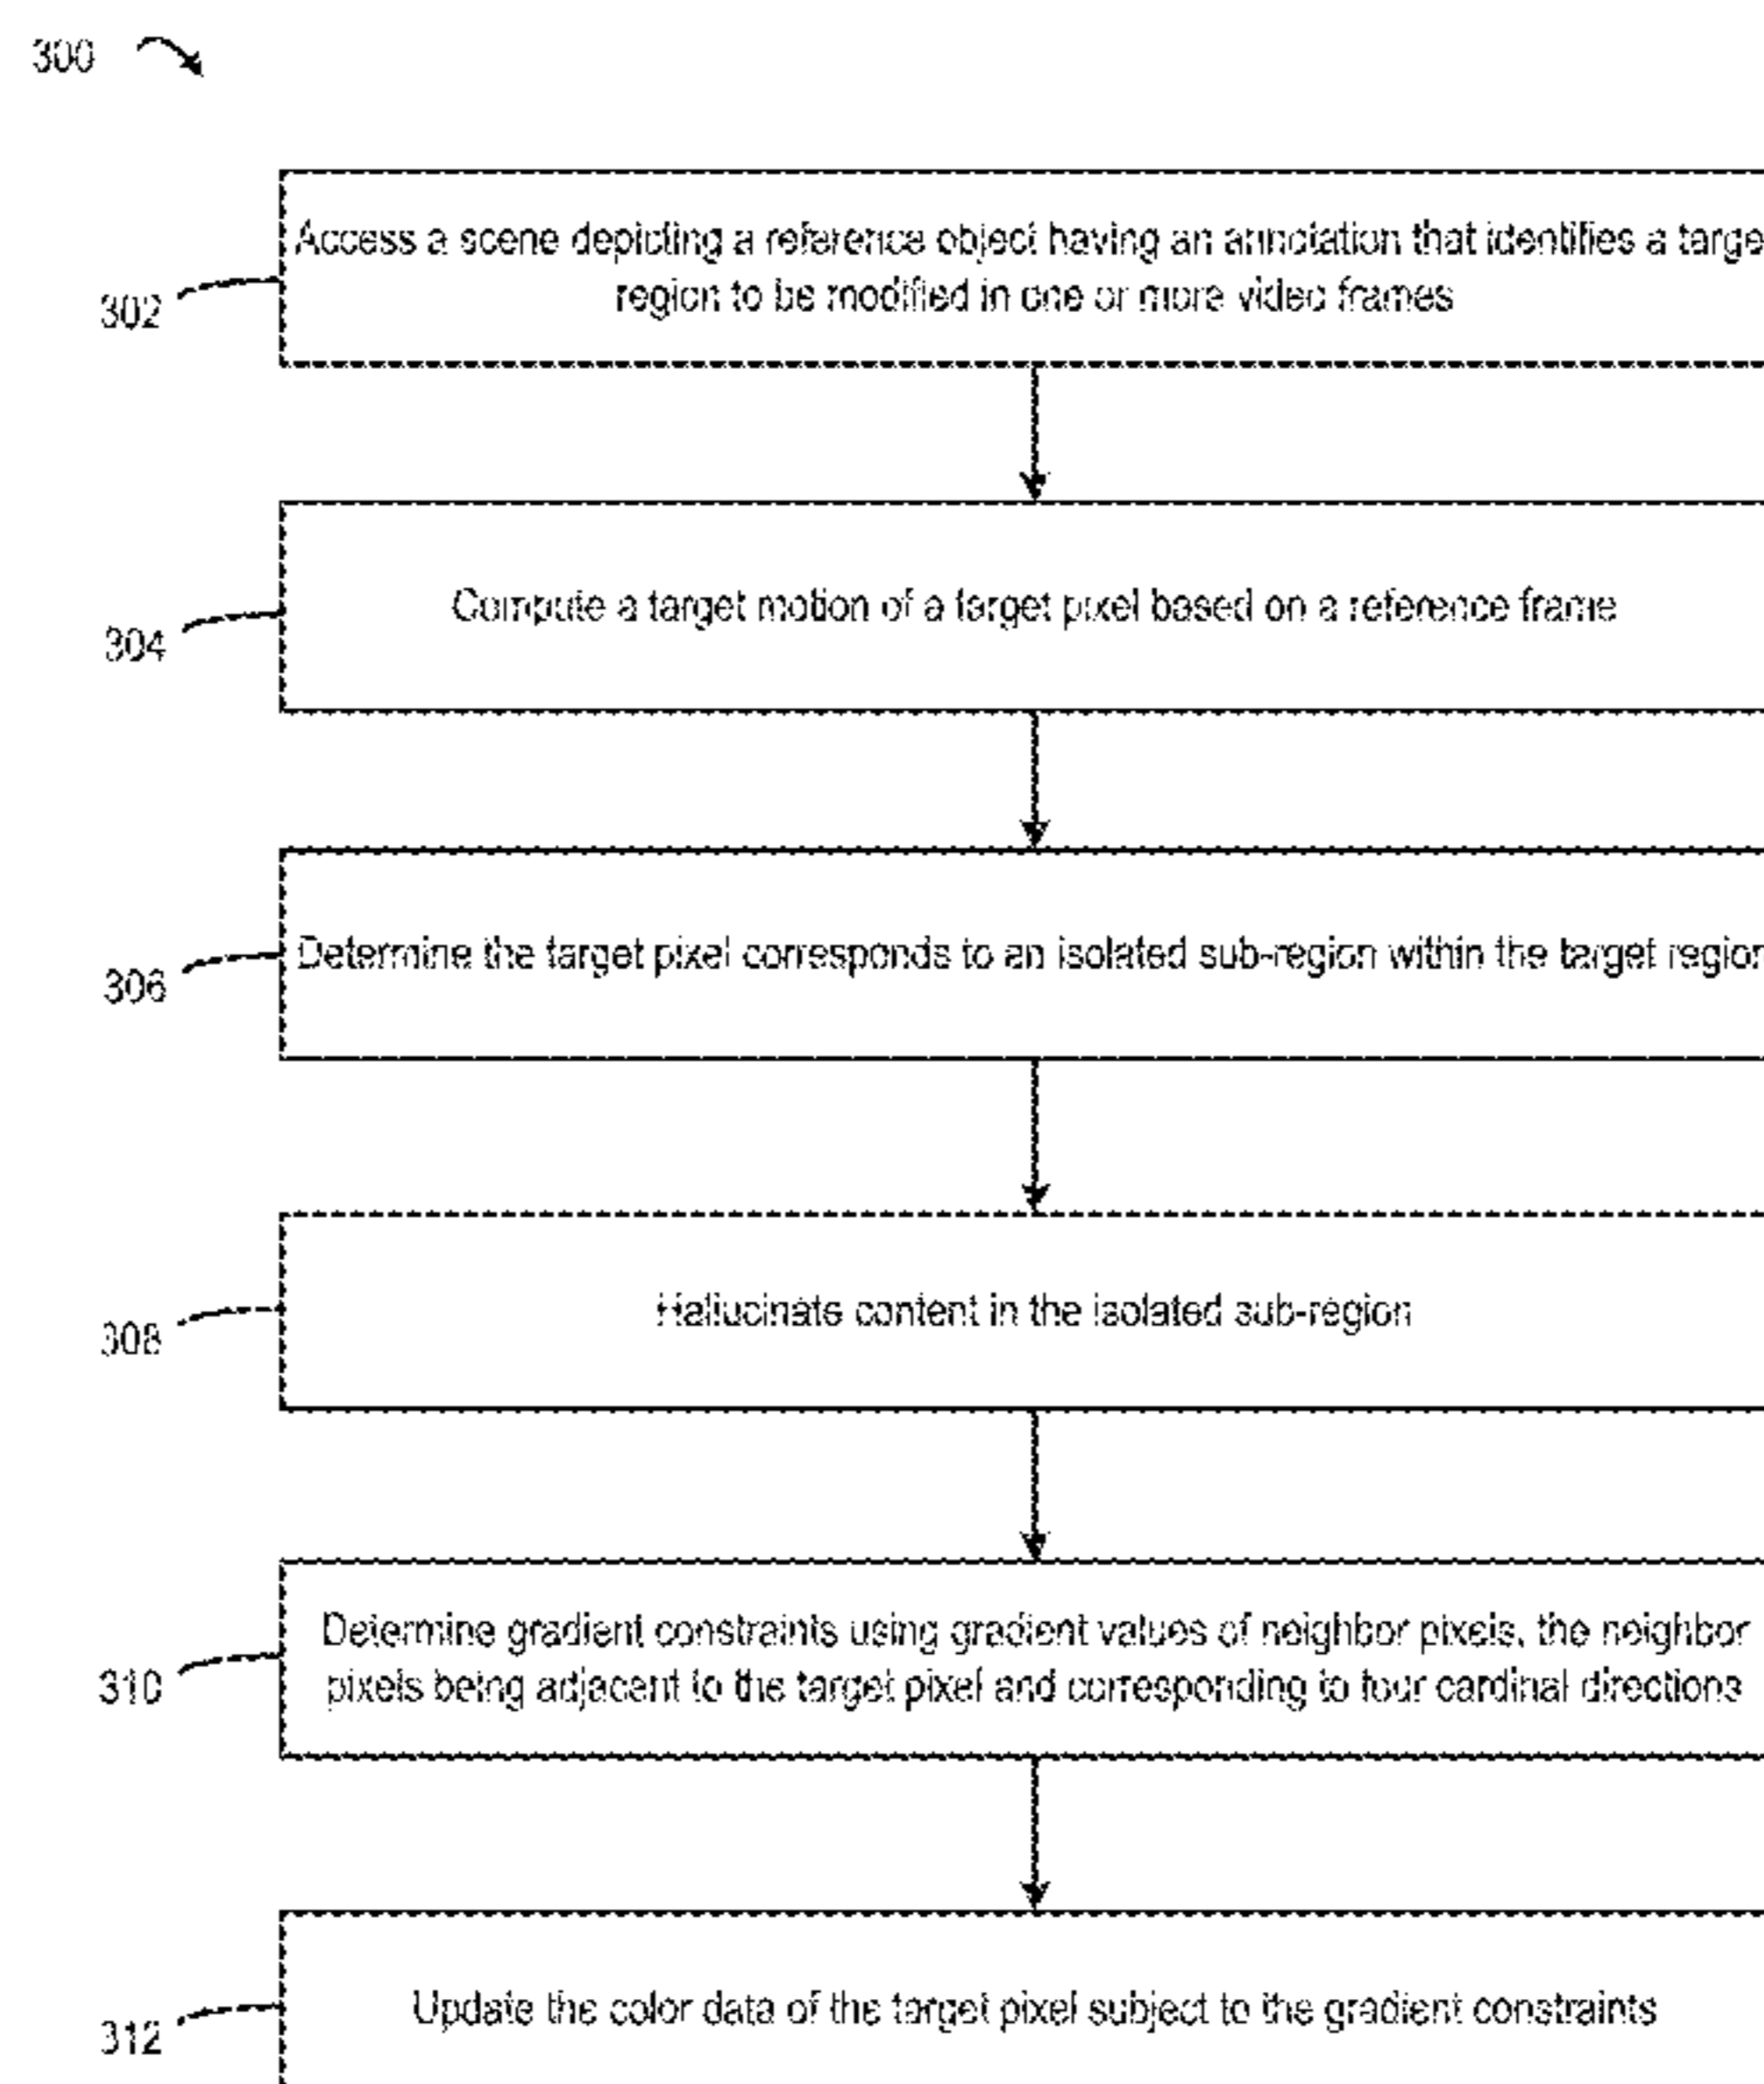 300
Access a scene depicting a reference object having an annotation that identifies a targe
region to be modified in one or more video frames
302
Compute a target motion of a target pixel based on a reference frame
304
Determine the target pixel corresponds to an isolated sub-region within the target region
306
Hallucinate content in the isolated sub-region
308
Determine gradient constraints using gradient values of neighbor pixels, the neighbor
pixels being adjacent to the target pixel and corresponding to four cardinal directions
310
Update the color data of the target pixel subject to the gradient constraints
312